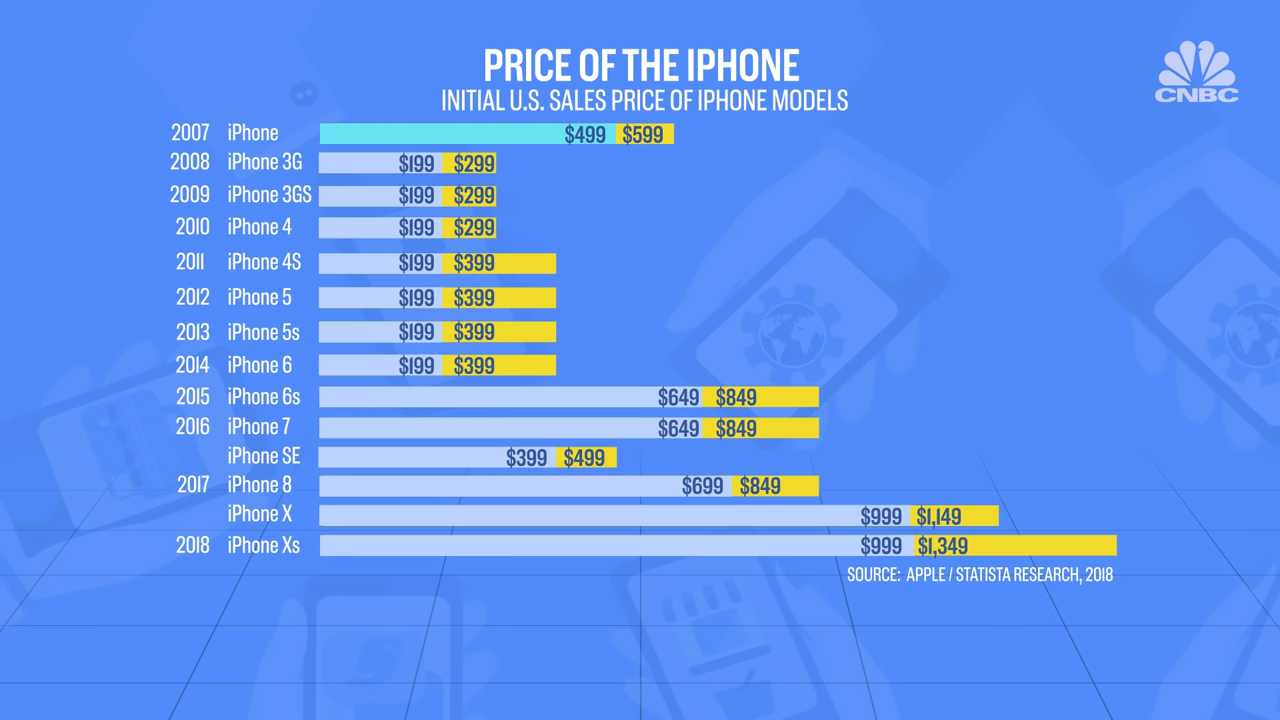 PRICE OF THE IPHONE
INITIAL U.S. SALES PRICE OF IPHONE MODELS
CNBC
2007 iPhone $499 $599
2008 iPhone 3G $199 $299
2009 iPhone 3GS $199 $299
2010 iPhone 4 $199 $299
2011 iPhone 4S $199 $399
2012 iPhone 5 $199 $399
2013 iPhone 5s $199 $399
2014 iPhone 6 $199 $399
2015 iPhone 6s $649 $849
2016 iPhone 7 $649 $849
iPhone SE $399 $499
2017 iPhone 8 $699 $849
iPhone X $999 $1,149
2018 iPhone Xs $999 $1,349
SOURCE: APPLE / STATISTA RESEARCH, 2018